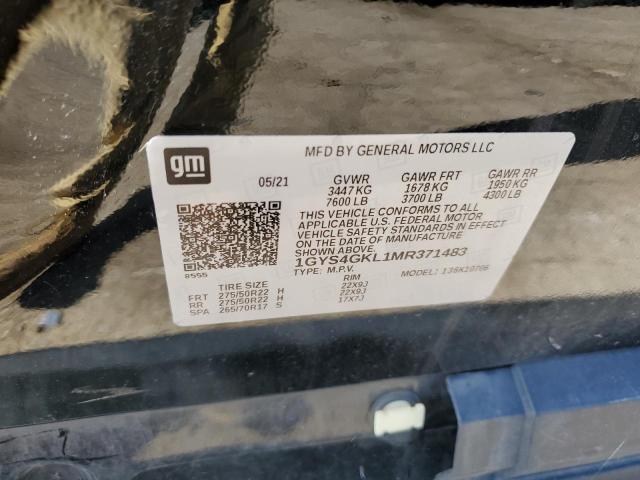 gm
MFD BY GENERAL MOTORS LLC
05/21 GVWR GAWR FRT GAWR RR
3447 KG 1678 KG 1950 KG
7600 LB 3700 LB 4300 LB
THIS VEHICLE CONFORMS TO ALL
APPLICABLE U.S. FEDERAL MOTOR
VEHICLE SAFETY STANDARDS IN EFFECT
ON THE DATE OF MANUFACTURE
SHOWN ABOVE.
1GYS4GKL1MR371483
8595
TYPE: M.P.V. MODEL:
TIRE SIZE RIM
FRT 275/50R22 H 22X9J
RR 275/50R22 H 22X9J
SPA 265/70R17 S 17X7J